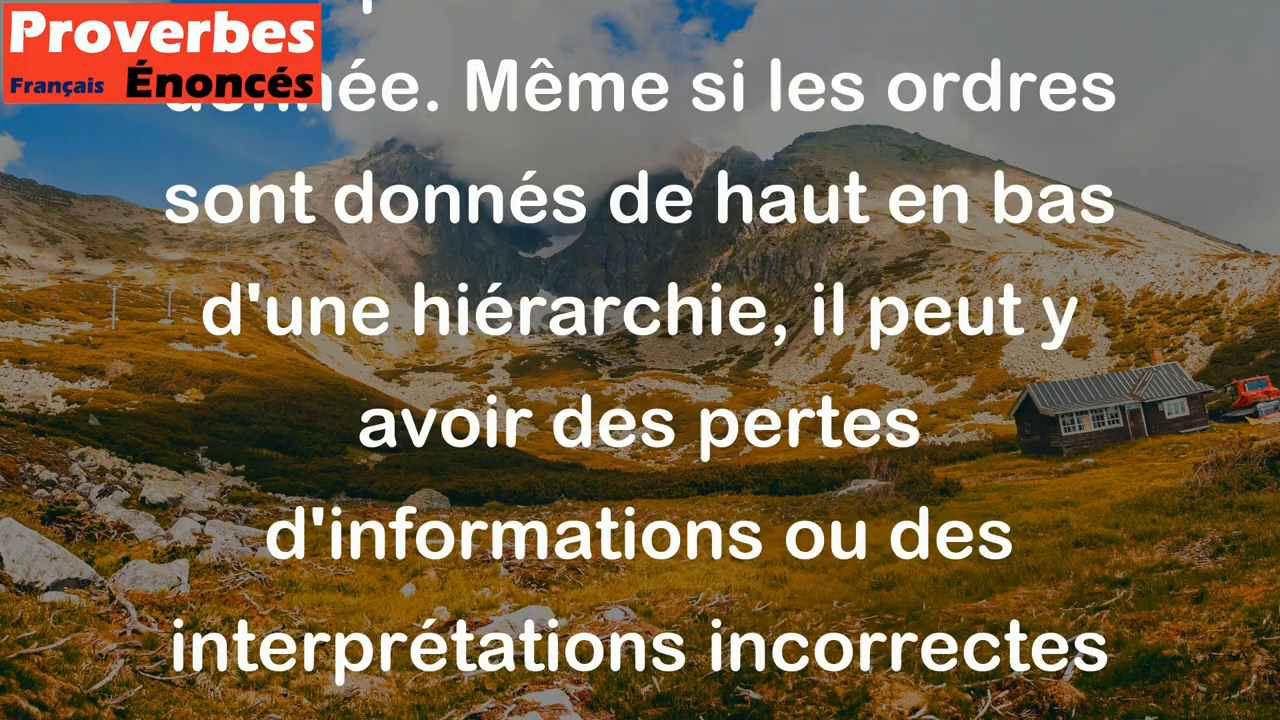 Proverbes
Français Énoncés
donnée. Même si les ordres
sont donnés de haut en bas
d'une hiérarchie, il peut y
avoir des pertes
d'informations ou des
interprétations incorrectes